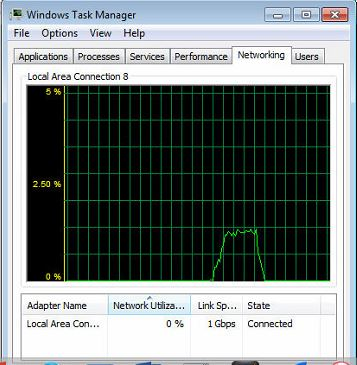 Windows Task Manager
File Options View Help
Applications Processes Services Performance Networking Users
Local Area Connection 8
5 %
2.50 %
0 %
Adapter Name Network Utiliza... Link Sp... State
Local Area Con... 0 % 1 Gbps Connected